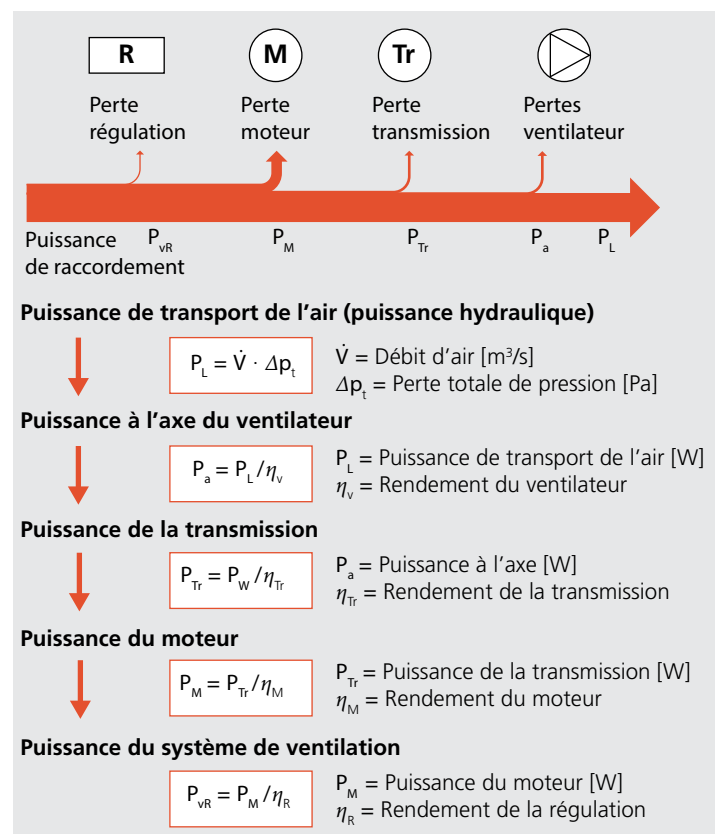 R M Tr
Perte régulation
Perte moteur
Perte transmission
Pertes ventilateur
Puissance de raccordement
P_vR P_M P_Tr P_a P_L
Puissance de transport de l'air (puissance hydraulique)
P_L = V̇ · Δp_t
V̇ = Débit d'air [m³/s]
Δp_t = Perte totale de pression [Pa]
Puissance à l'axe du ventilateur
P_a = P_L/η_v
P_L = Puissance de transport de l'air [W]
η_v = Rendement du ventilateur
Puissance de la transmission
P_Tr = P_W/η_Tr
P_a = Puissance à l'axe [W]
η_Tr = Rendement de la transmission
Puissance du moteur
P_M = P_Tr/η_M
P_Tr = Puissance de la transmission [W]
η_M = Rendement du moteur
Puissance du système de ventilation
P_vR = P_M/η_R
P_M = Puissance du moteur [W]
η_R = Rendement de la régulation